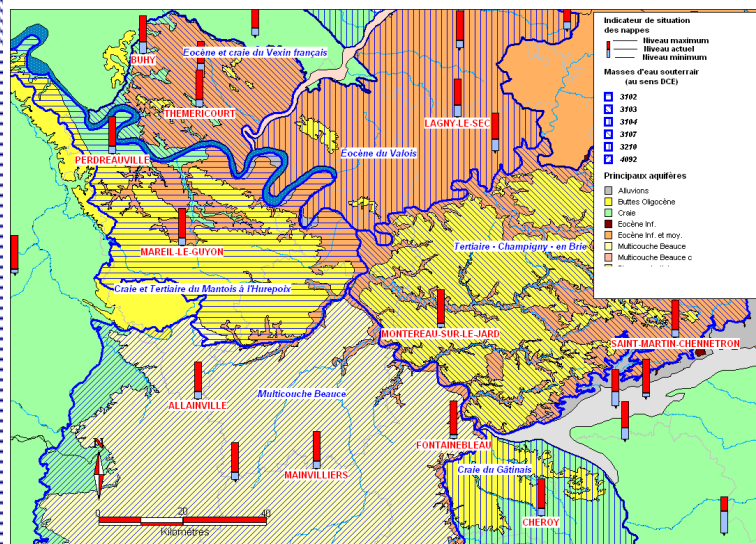 BUHY
Eocène et craie du Vexin français
THEMERICOURT
PERDREAUVILLE
LAGNY-LE-SEC
Eocène du Valois
MAREIL-LE-GUYON
Tertiaire - Champigny - en Brie
Craie et Tertiaire du Mantois à l'Hurepoix
MONTEREAU-SUR-LE-JARD
SAINT-MARTIN-CHENNETRON
ALLAINVILLE
Multicouche Beauce
FONTAINEBLEAU
MAINVILLIERS
Craie du Gâtinais
CHEROY
N
0 20 40
Kilomètres
Indicateur de situation
des nappes
Niveau maximum
Niveau actuel
Niveau minimum
Masses d'eau souterrair
(au sens DCE)
3102
3103
3104
3107
3210
4092
Principaux aquifères
Alluvions
Buttes Oligocène
Craie
Eocène Inf.
Eocène Inf. et moy.
Multicouche Beauce
Multicouche Beauce c